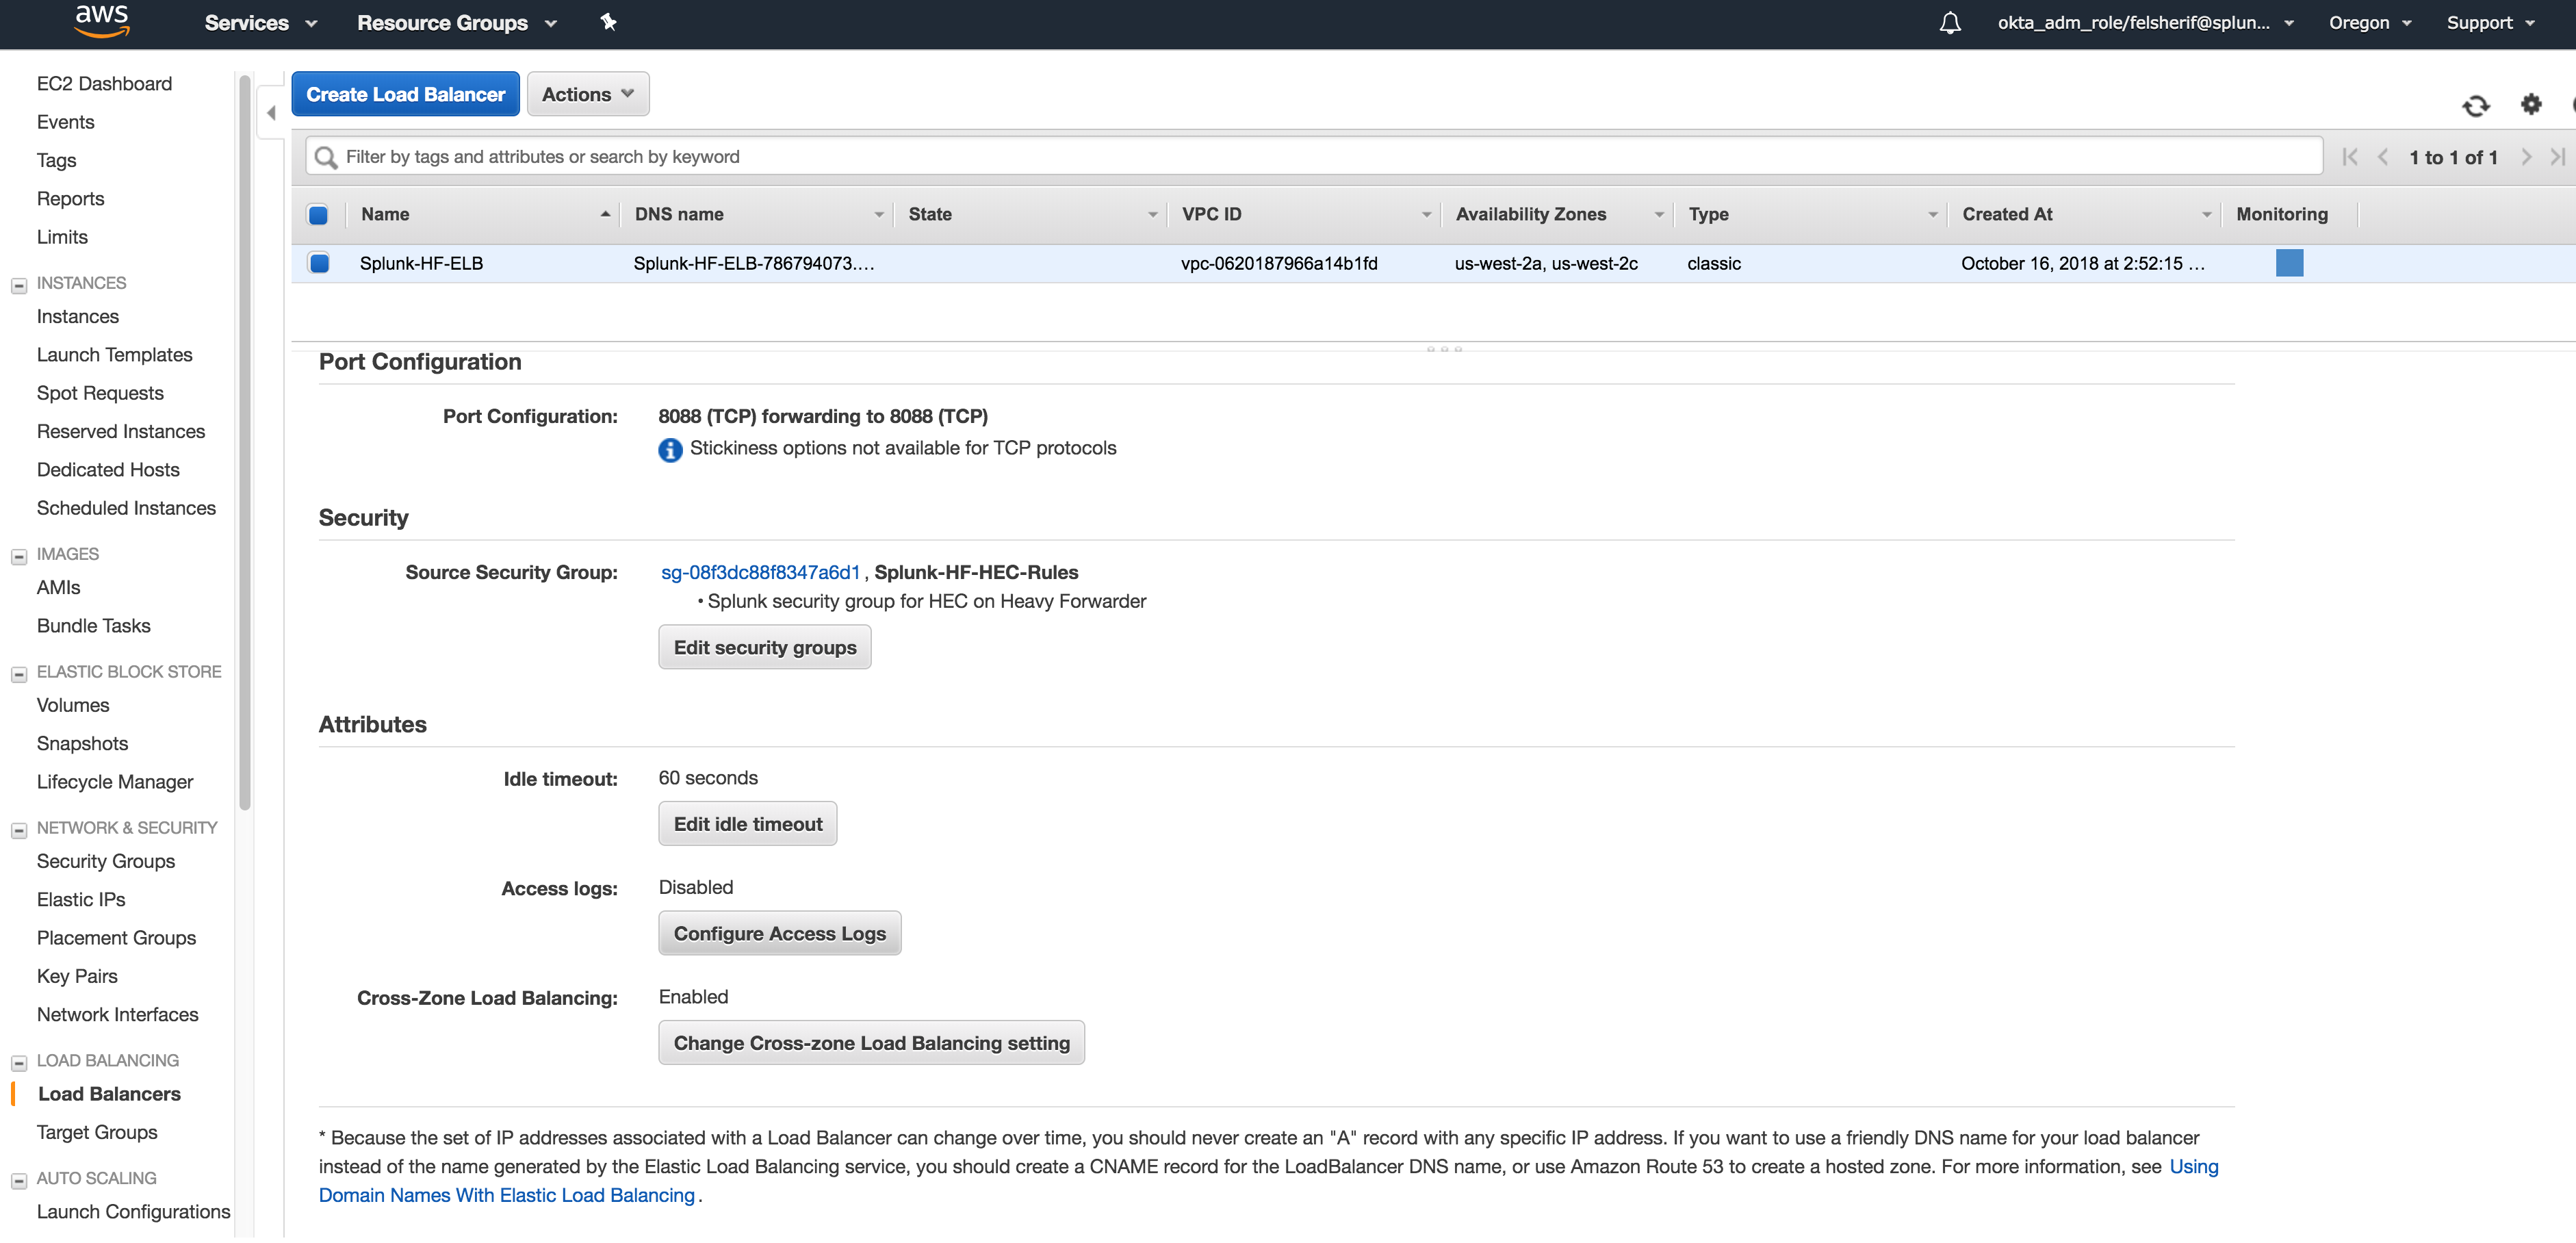 aws
Services
Resource Groups
okta_adm_role/felsherif@splun...
Oregon
Support
EC2 Dashboard
Events
Tags
Reports
Limits
INSTANCES
Instances
Launch Templates
Spot Requests
Reserved Instances
Dedicated Hosts
Scheduled Instances
IMAGES
AMIs
Bundle Tasks
ELASTIC BLOCK STORE
Volumes
Snapshots
Lifecycle Manager
NETWORK & SECURITY
Security Groups
Elastic IPs
Placement Groups
Key Pairs
Network Interfaces
LOAD BALANCING
Load Balancers
Target Groups
AUTO SCALING
Launch Configurations
Create Load Balancer
Actions
Filter by tags and attributes or search by keyword
1 to 1 of 1
Name DNS name State VPC ID Availability Zones Type Created At Monitoring
Splunk-HF-ELB Splunk-HF-ELB-786794073.... vpc-0620187966a14b1fd us-west-2a, us-west-2c classic October 16, 2018 at 2:52:15 ...
Port Configuration
Port Configuration: 8088 (TCP) forwarding to 8088 (TCP)
Stickiness options not available for TCP protocols
Security
Source Security Group: sg-08f3dc88f8347a6d1 , Splunk-HF-HEC-Rules
• Splunk security group for HEC on Heavy Forwarder
Edit security groups
Attributes
Idle timeout: 60 seconds
Edit idle timeout
Access logs: Disabled
Configure Access Logs
Cross-Zone Load Balancing: Enabled
Change Cross-zone Load Balancing setting
* Because the set of IP addresses associated with a Load Balancer can change over time, you should never create an "A" record with any specific IP address. If you want to use a friendly DNS name for your load balancer
instead of the name generated by the Elastic Load Balancing service, you should create a CNAME record for the LoadBalancer DNS name, or use Amazon Route 53 to create a hosted zone. For more information, see Using
Domain Names With Elastic Load Balancing .